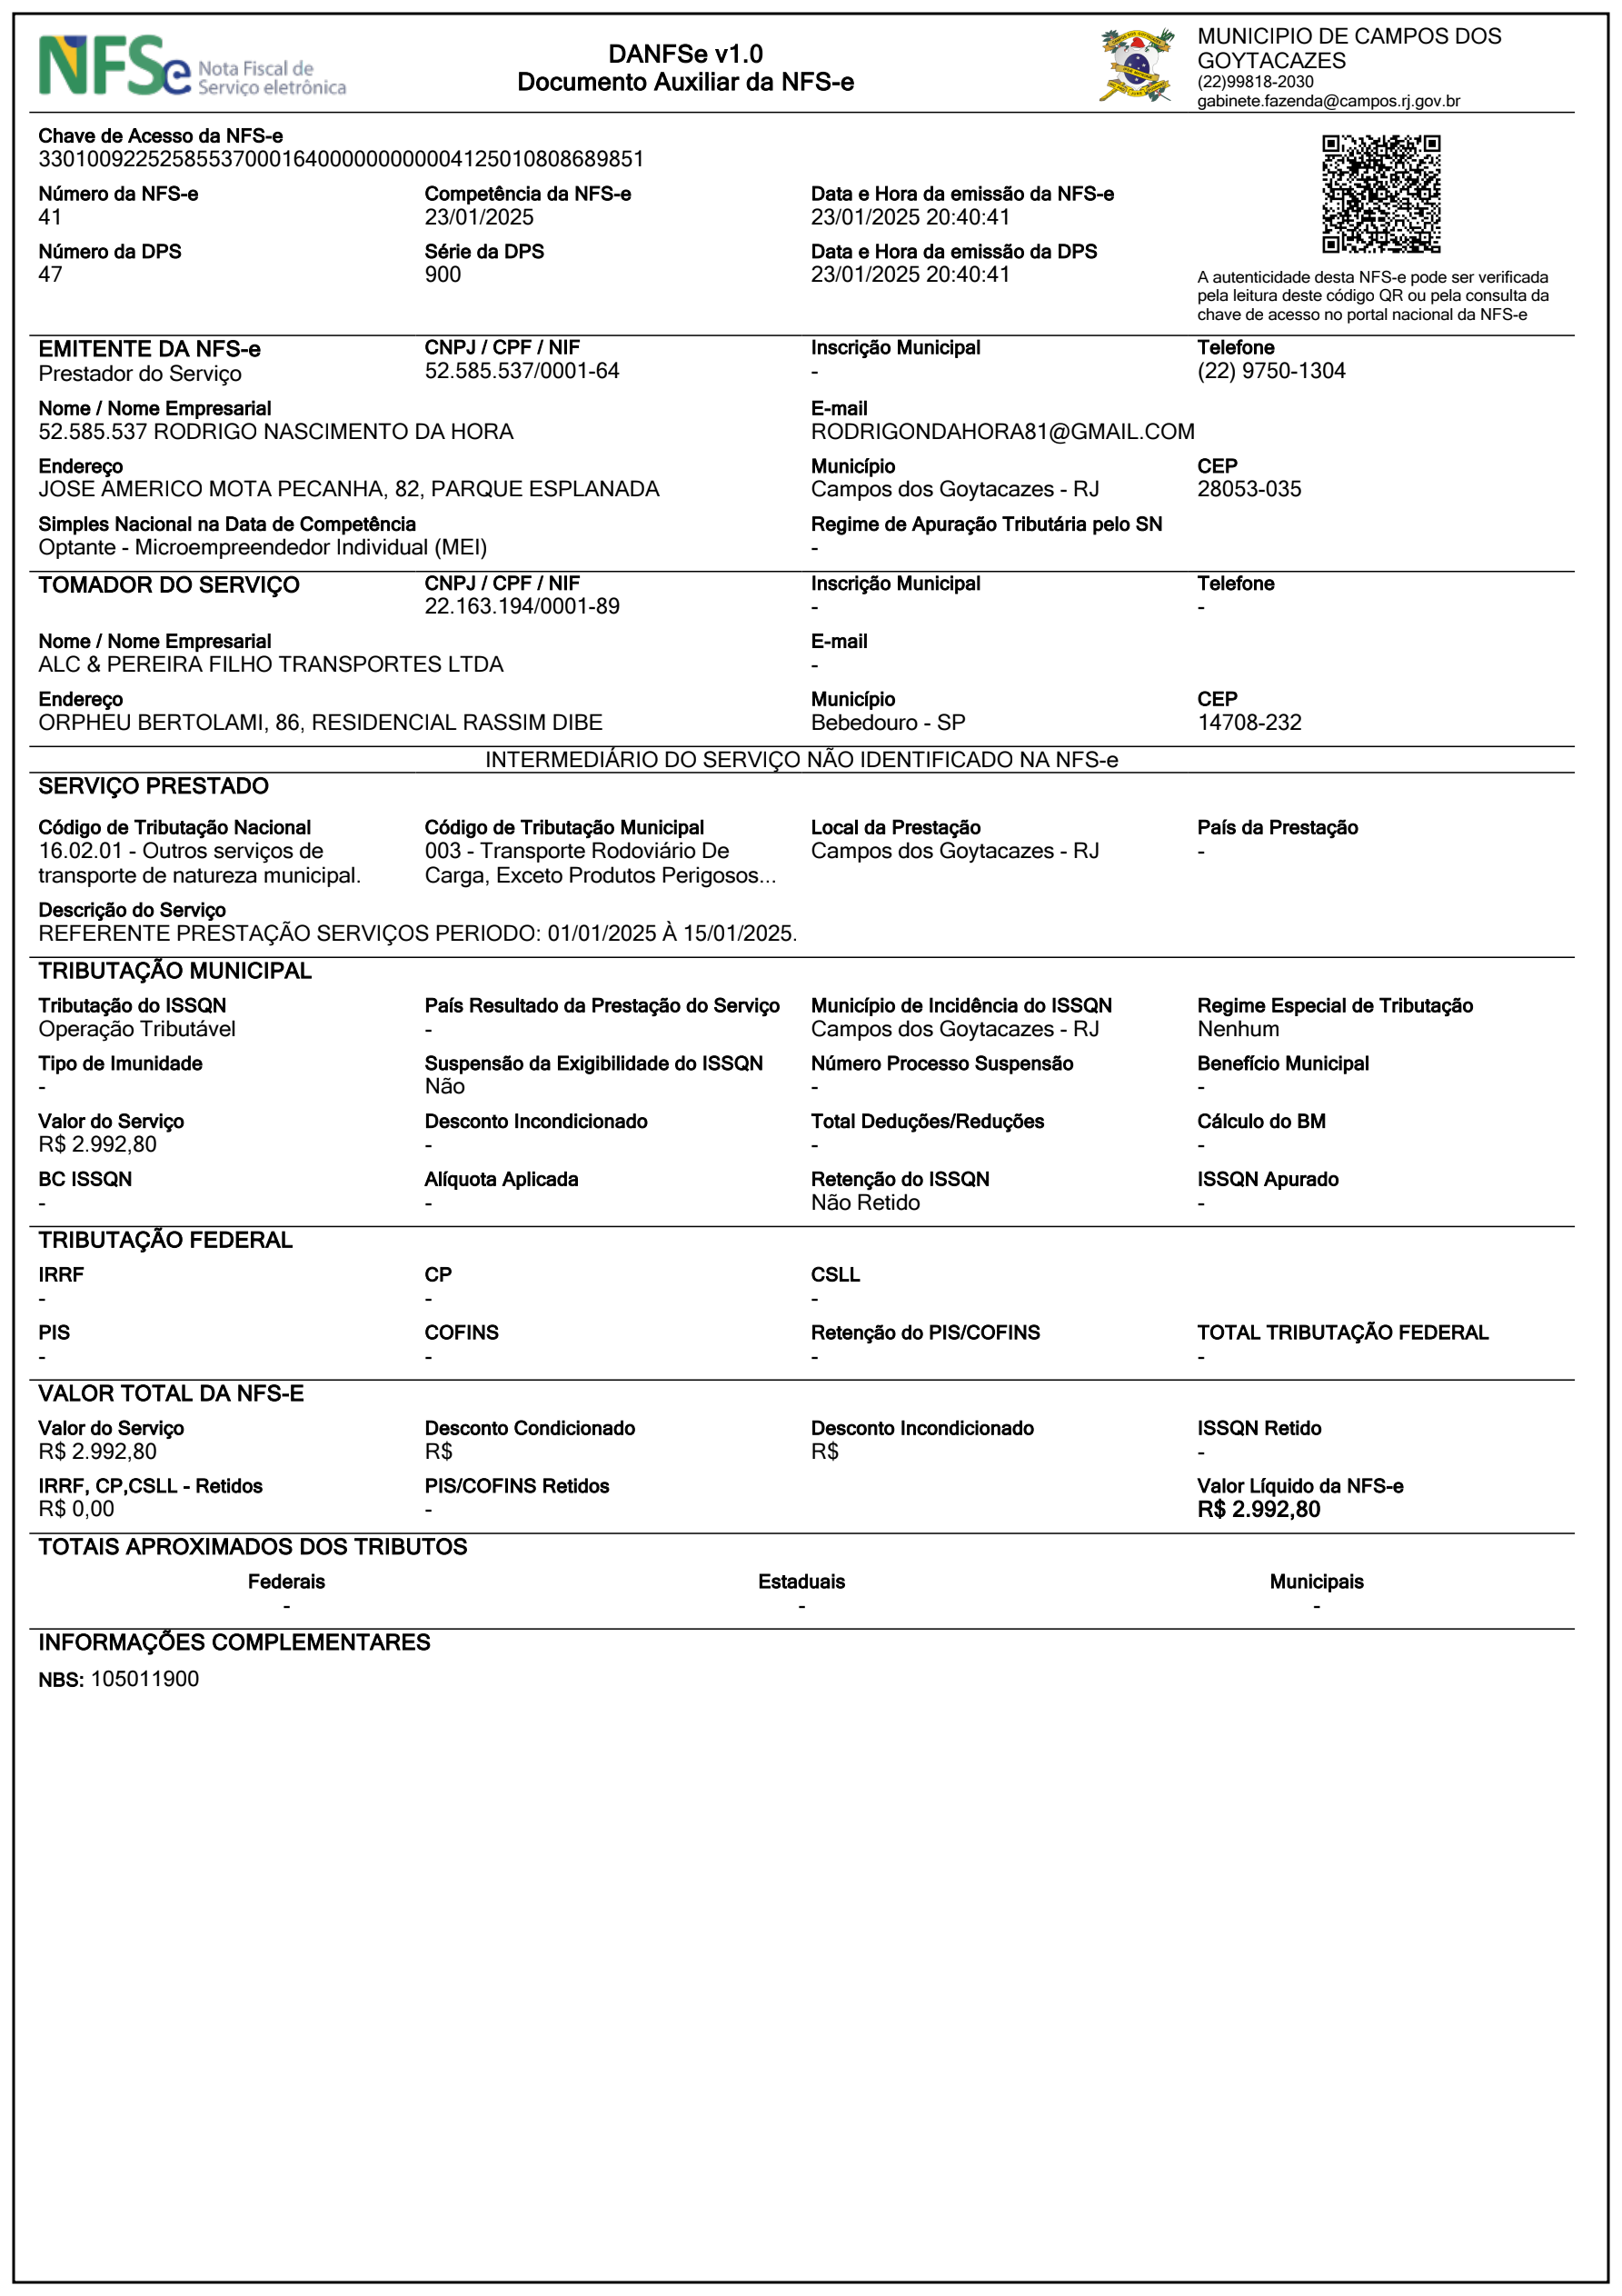 NFSe Nota Fiscal de
Serviço eletrônica
DANFSe v1.0
Documento Auxiliar da NFS-e
MUNICIPIO DE CAMPOS DOS
GOYTACAZES
(22)99818-2030
gabinete.fazenda@campos.rj.gov.br
Chave de Acesso da NFS-e
33010092252585537000164000000000004125010808689851
Número da NFS-e Competência da NFS-e Data e Hora da emissão da NFS-e
41 23/01/2025 23/01/2025 20:40:41
Número da DPS Série da DPS Data e Hora da emissão da DPS
47 900 23/01/2025 20:40:41
A autenticidade desta NFS-e pode ser verificada
pela leitura deste código QR ou pela consulta da
chave de acesso no portal nacional da NFS-e
EMITENTE DA NFS-e CNPJ / CPF / NIF Inscrição Municipal Telefone
Prestador do Serviço 52.585.537/0001-64 - (22) 9750-1304
Nome / Nome Empresarial E-mail
52.585.537 RODRIGO NASCIMENTO DA HORA RODRIGONDAHORA81@GMAIL.COM
Endereço Município CEP
JOSE AMERICO MOTA PECANHA, 82, PARQUE ESPLANADA Campos dos Goytacazes - RJ 28053-035
Simples Nacional na Data de Competência Regime de Apuração Tributária pelo SN
Optante - Microempreendedor Individual (MEI) -
TOMADOR DO SERVIÇO CNPJ / CPF / NIF Inscrição Municipal Telefone
22.163.194/0001-89 - -
Nome / Nome Empresarial E-mail
ALC & PEREIRA FILHO TRANSPORTES LTDA -
Endereço Município CEP
ORPHEU BERTOLAMI, 86, RESIDENCIAL RASSIM DIBE Bebedouro - SP 14708-232
INTERMEDIÁRIO DO SERVIÇO NÃO IDENTIFICADO NA NFS-e
SERVIÇO PRESTADO
Código de Tributação Nacional Código de Tributação Municipal Local da Prestação País da Prestação
16.02.01 - Outros serviços de 003 - Transporte Rodoviário De Campos dos Goytacazes - RJ -
transporte de natureza municipal. Carga, Exceto Produtos Perigosos...
Descrição do Serviço
REFERENTE PRESTAÇÃO SERVIÇOS PERIODO: 01/01/2025 À 15/01/2025.
TRIBUTAÇÃO MUNICIPAL
Tributação do ISSQN País Resultado da Prestação do Serviço Município de Incidência do ISSQN Regime Especial de Tributação
Operação Tributável - Campos dos Goytacazes - RJ Nenhum
Tipo de Imunidade Suspensão da Exigibilidade do ISSQN Número Processo Suspensão Benefício Municipal
- Não - -
Valor do Serviço Desconto Incondicionado Total Deduções/Reduções Cálculo do BM
R$ 2.992,80 - - -
BC ISSQN Alíquota Aplicada Retenção do ISSQN ISSQN Apurado
- - Não Retido -
TRIBUTAÇÃO FEDERAL
IRRF CP CSLL
- - -
PIS COFINS Retenção do PIS/COFINS TOTAL TRIBUTAÇÃO FEDERAL
- - - -
VALOR TOTAL DA NFS-E
Valor do Serviço Desconto Condicionado Desconto Incondicionado ISSQN Retido
R$ 2.992,80 R$ R$ -
IRRF, CP,CSLL - Retidos PIS/COFINS Retidos Valor Líquido da NFS-e
R$ 0,00 - R$ 2.992,80
TOTAIS APROXIMADOS DOS TRIBUTOS
Federais Estaduais Municipais
- - -
INFORMAÇÕES COMPLEMENTARES
NBS: 105011900